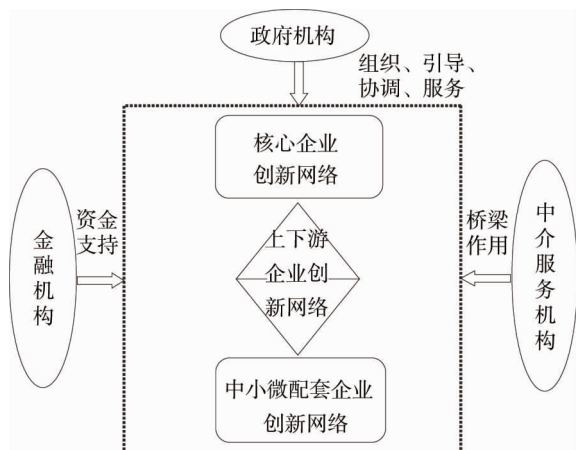 政府机构
组织、引导、
协调、服务
核心企业
创新网络
金融机构
资金
支持
上下游
企业创
新网络
桥梁
作用
中介服务机构
中小微配套企业
创新网络